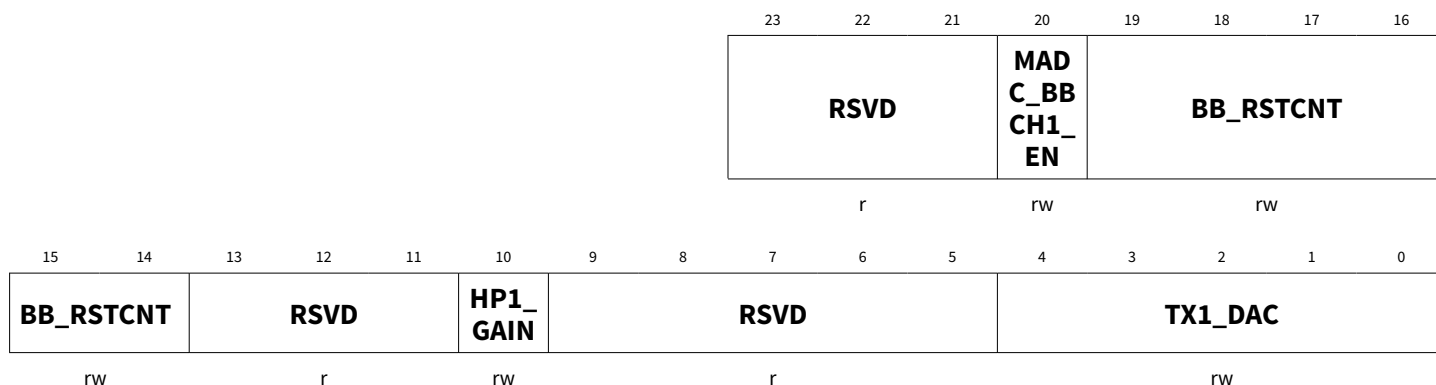 23 22 21 20 19 18 17 16
RSVD
MAD
C_BB
CH1_
EN
BB_RSTCNT
r rw rw
15 14 13 12 11 10 9 8 7 6 5 4 3 2 1 0
BB_RSTCNT
RSVD
HP1_
GAIN
RSVD
TX1_DAC
rw r rw r rw